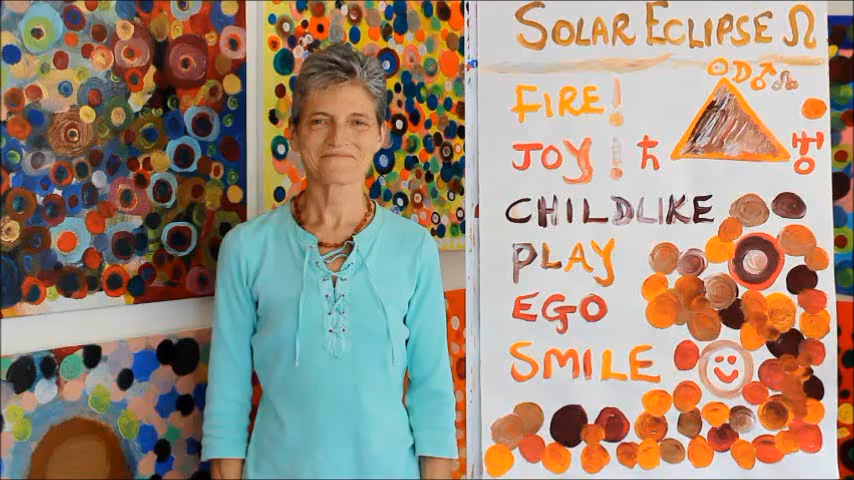 SOLAR ECLIPSE ♌
FIRE!
JOY!
CHILDLIKE
PLAY
EGO
SMILE